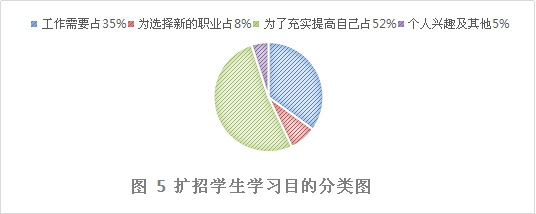 工作需要占35% 为选择新的职业占8% 为了充实提高自己占52% 个人兴趣及其他5%
图 5 扩招学生学习目的分类图